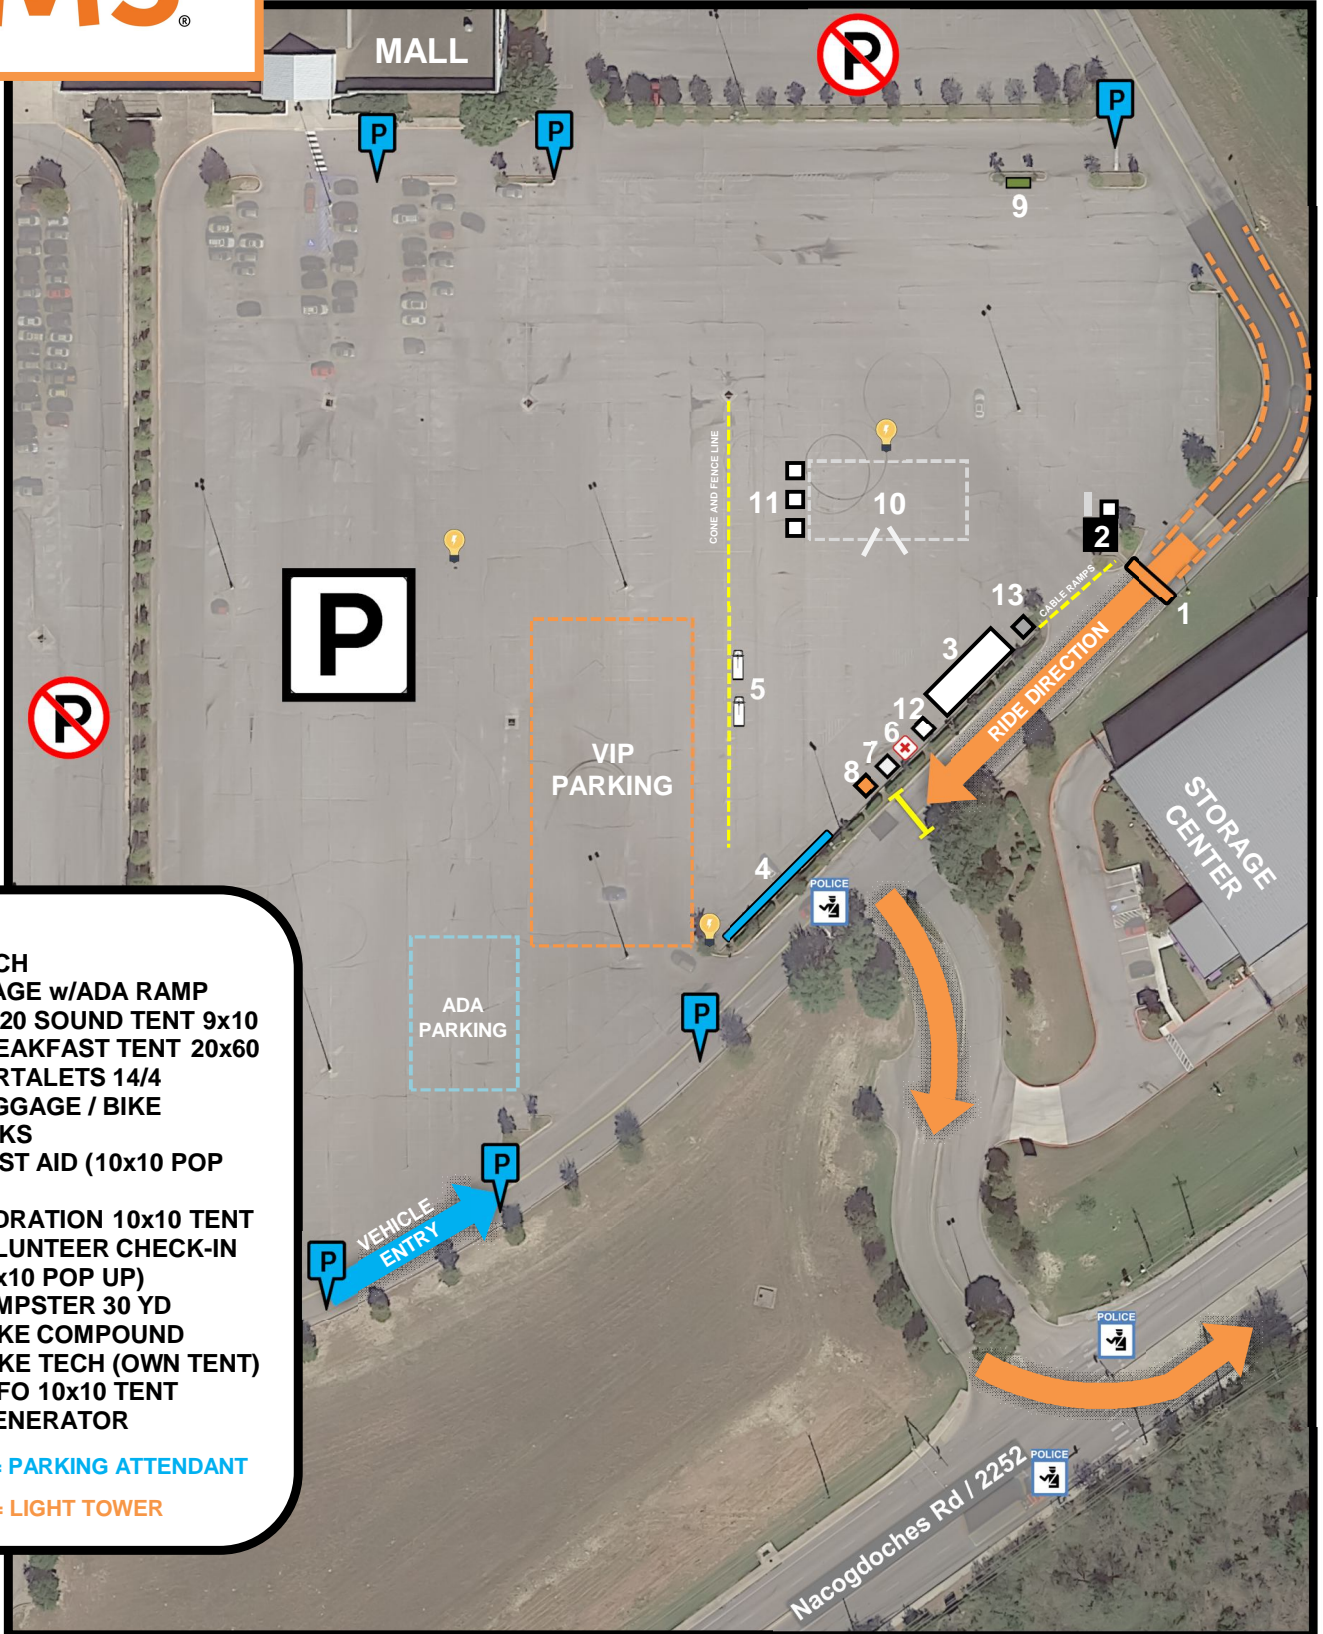 MS®
MALL
P
P
P
P
9
CONE AND FENCE LINE
11
10
2
CABLE RAMPS
13
1
P
3
RIDE DIRECTION
5
12
6
7
8
P
VIP
PARKING
STORAGE
CENTER
4
POLICE
ADA
PARKING
P
P
VEHICLE
ENTRY
P
POLICE
POLICE
Nacogdoches Rd / 2252
CH
AGE w/ADA RAMP
20 SOUND TENT 9x10
EAKFAST TENT 20x60
RTALETS 14/4
GGAGE / BIKE
KS
ST AID (10x10 POP
ORATION 10x10 TENT
LUNTEER CHECK-IN
x10 POP UP)
MPSTER 30 YD
KE COMPOUND
KE TECH (OWN TENT)
FO 10x10 TENT
ENERATOR
= PARKING ATTENDANT
= LIGHT TOWER